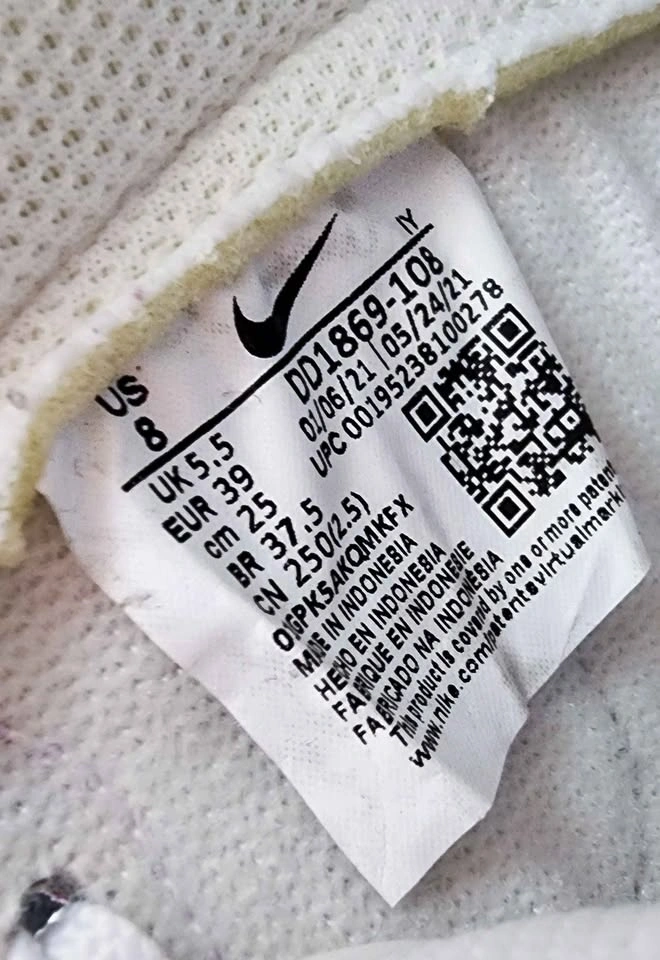 US
8
IY
DD1869-108
01/06/21 | 05/24/21
UPC 00195238100278
UK 5.5
EUR 39
cm 25
BR 37.5
CN 250(2.5)
MADE IN INDONESIA
HECHO EN INDONESIA
FABRIQUE EN INDONESIE
FABRICADO NA INDONESIA
This product is covered by one or more
www.nike.com/patentsvirtualmark